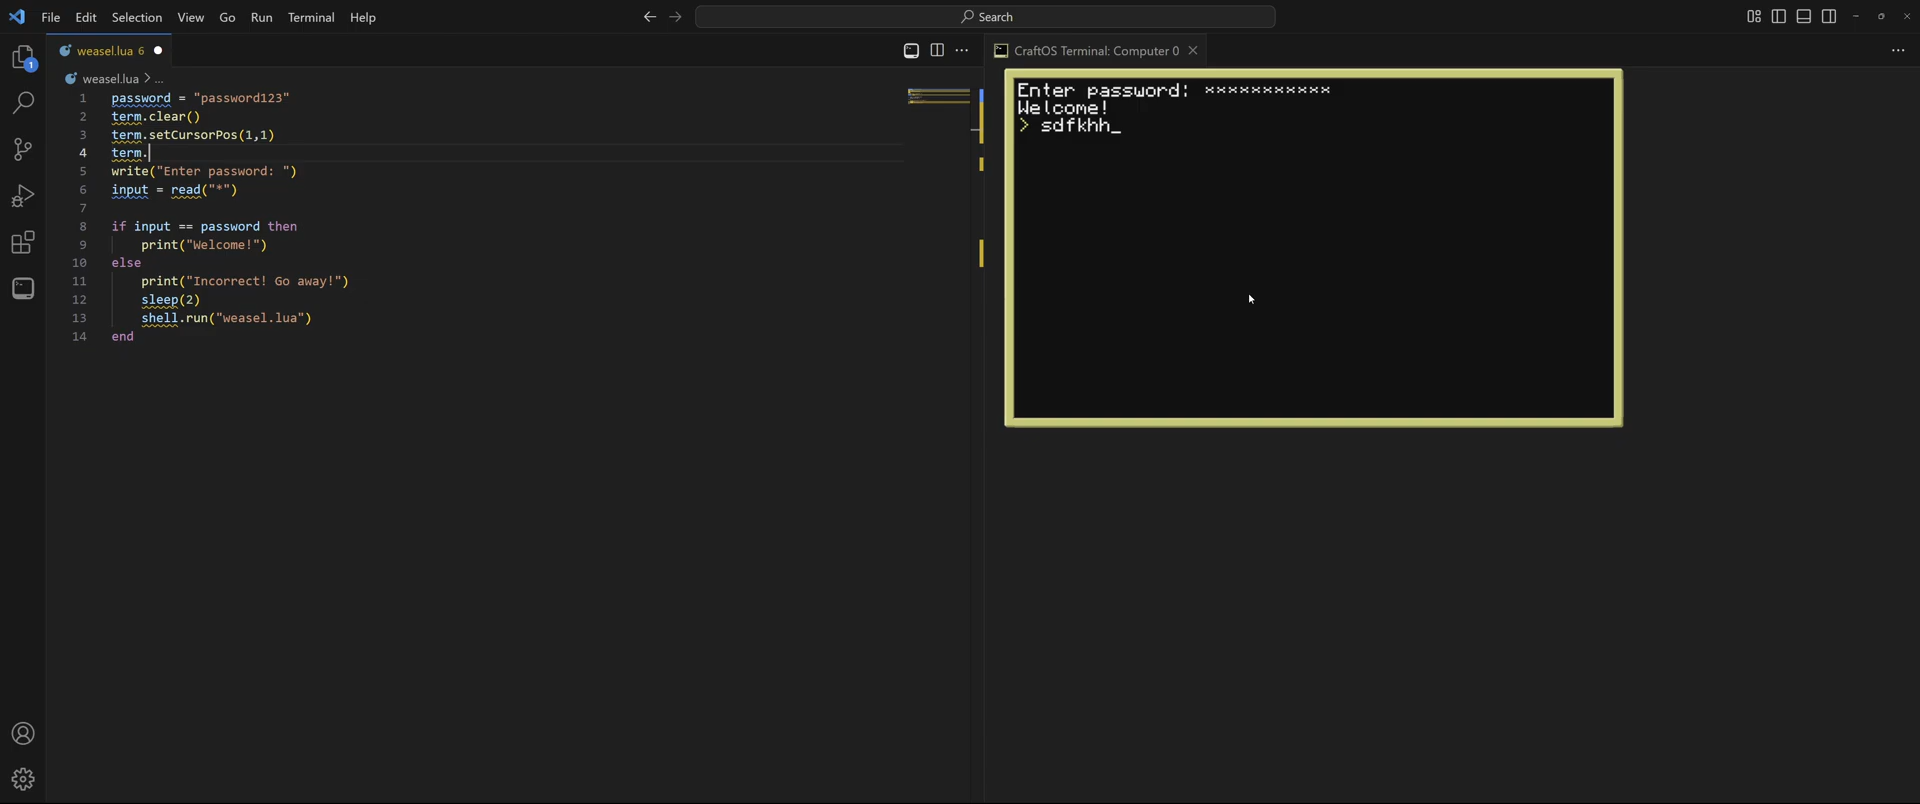 File Edit Selection View Go Run Terminal Help
Search
weasel.lua 6
CraftOS Terminal: Computer 0
weasel.lua > ...
1 password = "password123"
2 term.clear()
3 term.setCursorPos(1,1)
4 term.
5 write("Enter password: ")
6 input = read("*")
7
8 if input == password then
9 print("Welcome!")
10 else
11 print("Incorrect! Go away!")
12 sleep(2)
13 shell.run("weasel.lua")
14 end
Enter password: ***********
Welcome!
> sdfkhh_
1